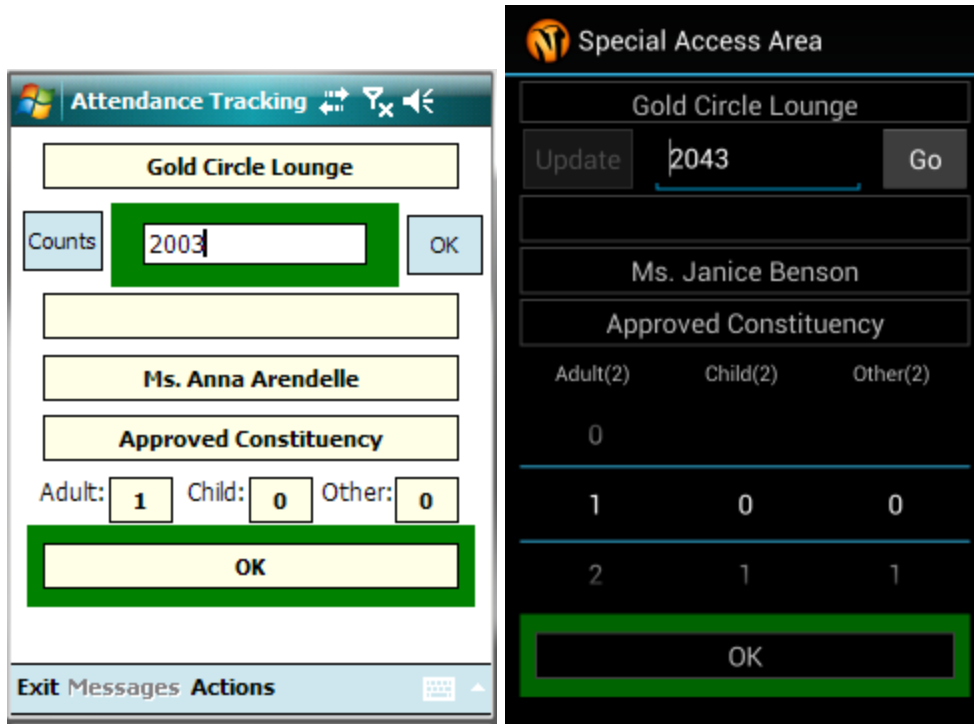 Attendance Tracking
Gold Circle Lounge
Counts 2003 OK
Ms. Anna Arendelle
Approved Constituency
Adult: 1 Child: 0 Other: 0
OK
Exit Messages Actions
Special Access Area
Gold Circle Lounge
Update 2043 Go
Ms. Janice Benson
Approved Constituency
Adult(2) Child(2) Other(2)
0
1 0 0
2 1 1
OK